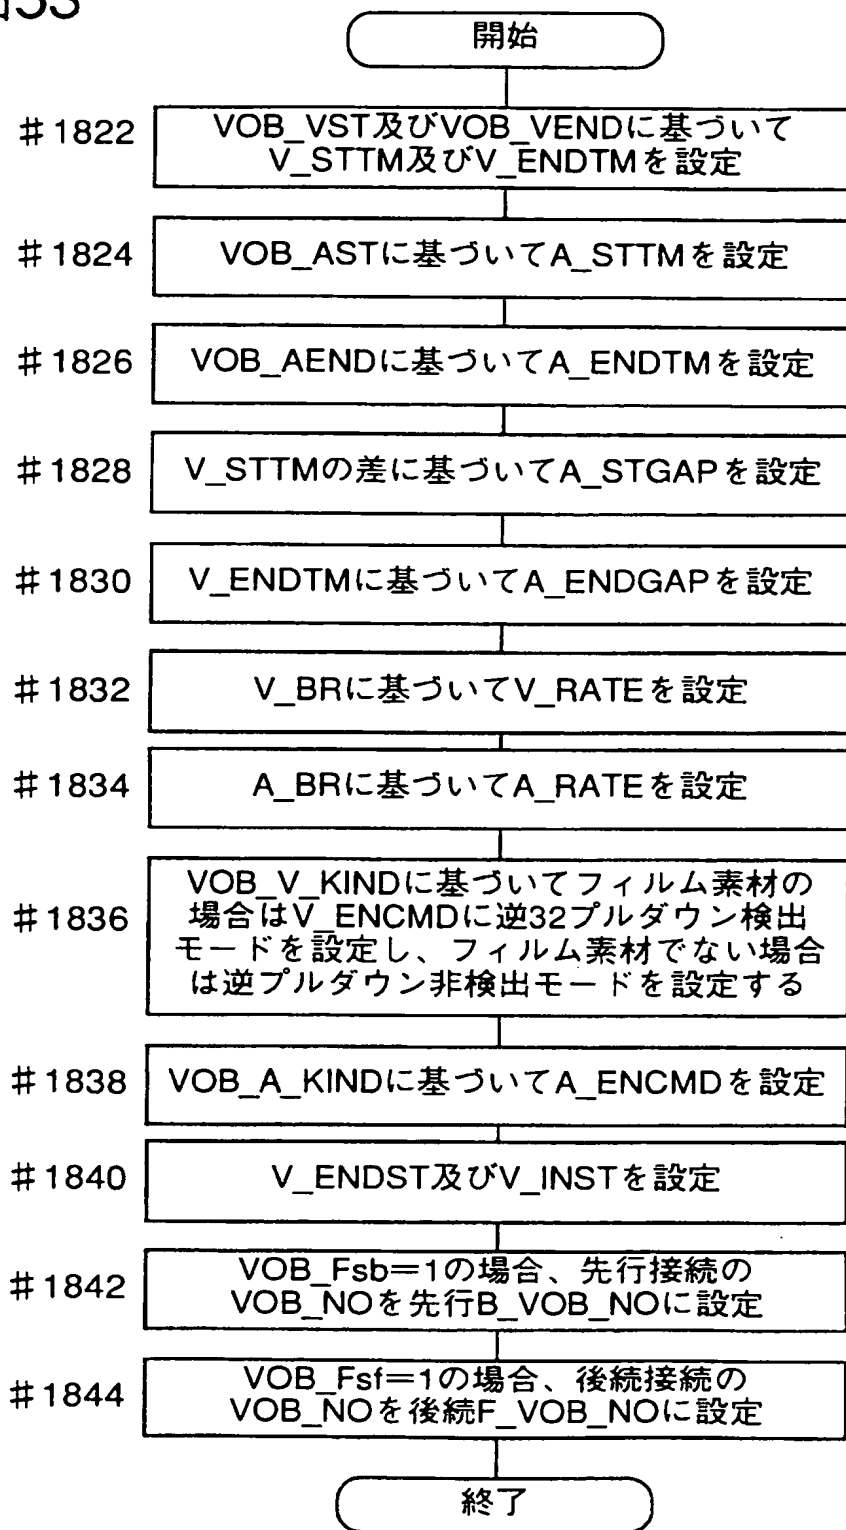 図53
開始
#1822
VOB_VST及びVOB_VENDに基づいて
V_STTM及びV_ENDTMを設定
#1824
VOB_ASTに基づいてA_STTMを設定
#1826
VOB_AENDに基づいてA_ENDTMを設定
#1828
V_STTMの差に基づいてA_STGAPを設定
#1830
V_ENDTMに基づいてA_ENDGAPを設定
#1832
V_BRに基づいてV_RATEを設定
#1834
A_BRに基づいてA_RATEを設定
#1836
VOB_V_KINDに基づいてフィルム素材の
場合はV_ENCMDに逆32プルダウン検出
モードを設定し、フィルム素材でない場合
は逆プルダウン非検出モードを設定する
#1838
VOB_A_KINDに基づいてA_ENCMDを設定
#1840
V_ENDST及びV_INSTを設定
#1842
VOB_Fsb=1の場合、先行接続の
VOB_NOを先行B_VOB_NOに設定
#1844
VOB_Fsf=1の場合、後続接続の
VOB_NOを後続F_VOB_NOに設定
終了